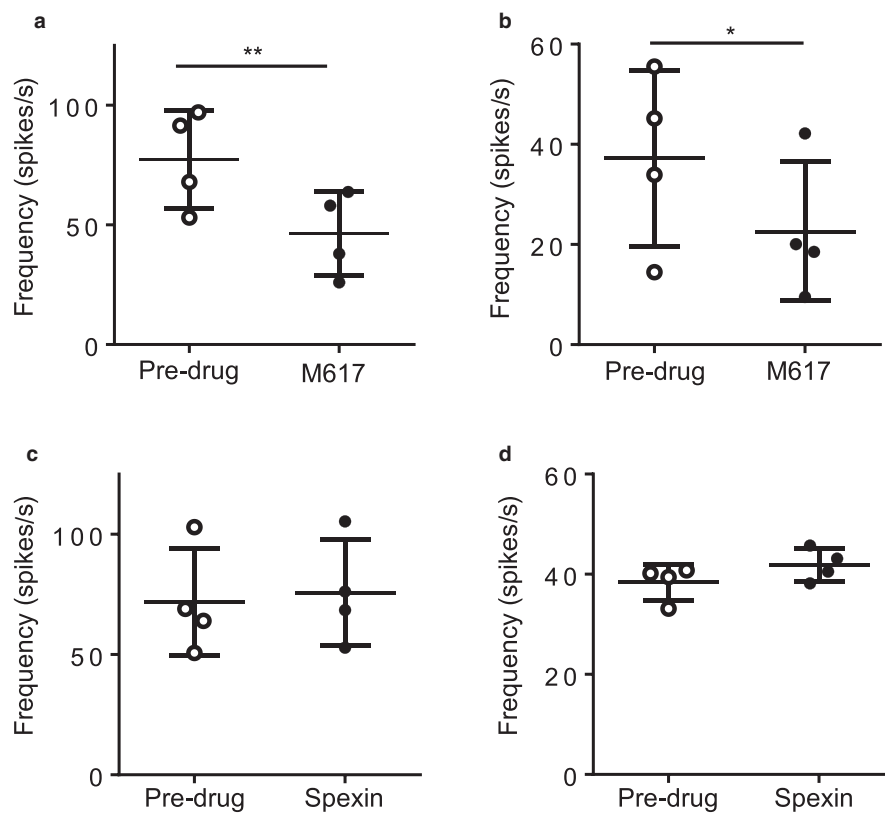 a
**
Frequency (spikes/s)
100
50
0
Pre-drug
M617
b
*
Frequency (spikes/s)
60
40
20
0
Pre-drug
M617
c
Frequency (spikes/s)
100
50
0
Pre-drug
Spexin
d
Frequency (spikes/s)
60
40
20
0
Pre-drug
Spexin